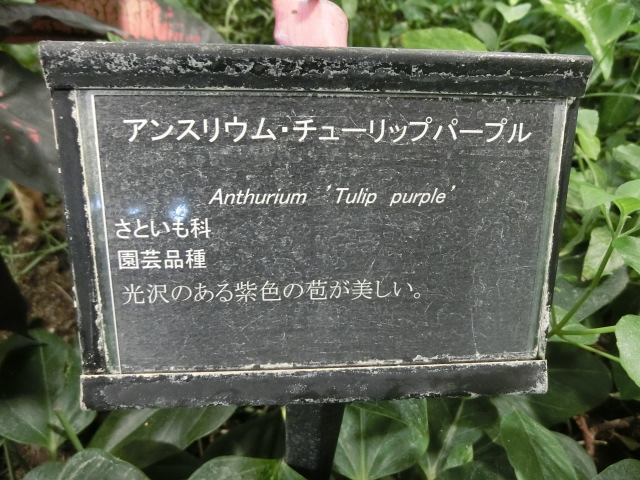 アンスリウム・チューリップパープル
Anthurium 'Tulip purple'
さといも科
園芸品種
光沢のある紫色の苞が美しい。